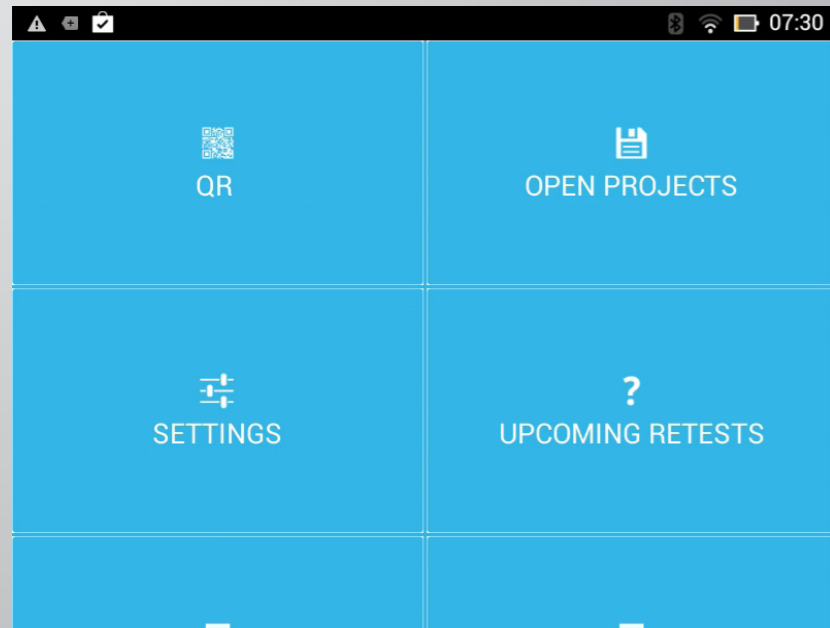 07:30
QR
OPEN PROJECTS
SETTINGS
?
UPCOMING RETESTS